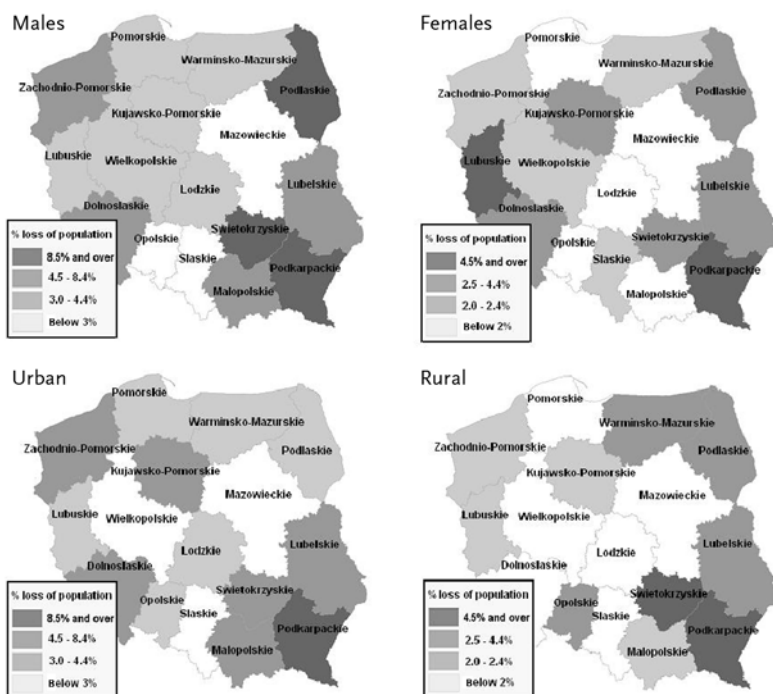 Males
Pomorskie
Warminsko-Mazurskie
Zachodnio-Pomorskie
Podlaskie
Kujawsko-Pomorskie
Mazowieckie
Lubuskie
Wielkopolskie
Lodzkie
Lubelskie
Dolnoslaskie
Opolskie
Swietokrzyskie
Slaskie
Podkarpackie
Malopolskie
% loss of population
8.5% and over
4.5 - 8.4%
3.0 - 4.4%
Below 3%
Females
Pomorskie
Warminsko-Mazurskie
Zachodnio-Pomorskie
Podlaskie
Kujawsko-Pomorskie
Mazowieckie
Lubuskie
Wielkopolskie
Lodzkie
Lubelskie
Dolnoslaskie
Opolskie
Swietokrzyskie
Slaskie
Podkarpackie
Malopolskie
% loss of population
4.5% and over
2.5 - 4.4%
2.0 - 2.4%
Below 2%
Urban
Pomorskie
Warminsko-Mazurskie
Zachodnio-Pomorskie
Podlaskie
Kujawsko-Pomorskie
Mazowieckie
Lubuskie
Wielkopolskie
Lodzkie
Lubelskie
Dolnoslaskie
Opolskie
Swietokrzyskie
Slaskie
Podkarpackie
Malopolskie
% loss of population
8.5% and over
4.5 - 8.4%
3.0 - 4.4%
Below 3%
Rural
Pomorskie
Warminsko-Mazurskie
Zachodnio-Pomorskie
Podlaskie
Kujawsko-Pomorskie
Mazowieckie
Lubuskie
Wielkopolskie
Lodzkie
Lubelskie
Dolnoslaskie
Opolskie
Swietokrzyskie
Slaskie
Podkarpackie
Malopolskie
% loss of population
4.5% and over
2.5 - 4.4%
2.0 - 2.4%
Below 2%